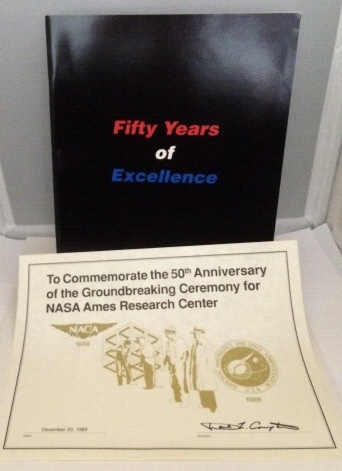 Fifty Years
of
Excellence
To Commemorate the 50th Anniversary
of the Groundbreaking Ceremony for
NASA Ames Research Center
NACA
1939
1989
December 20, 1989